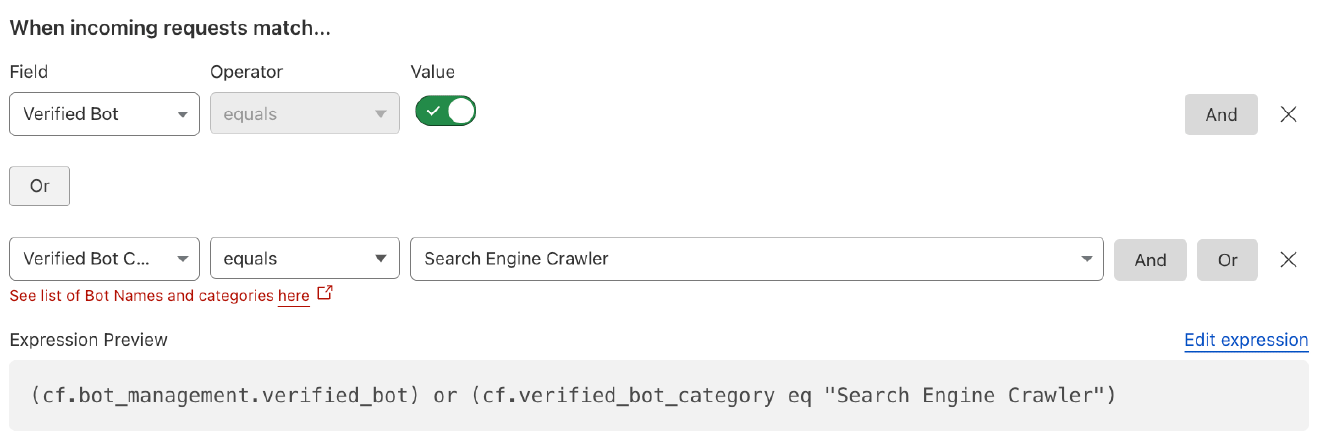 When incoming requests match...
Field Operator Value
Verified Bot equals And
Or
Verified Bot C... equals Search Engine Crawler And Or
See list of Bot Names and categories here
Expression Preview Edit expression
(cf.bot_management.verified_bot) or (cf.verified_bot_category eq "Search Engine Crawler")